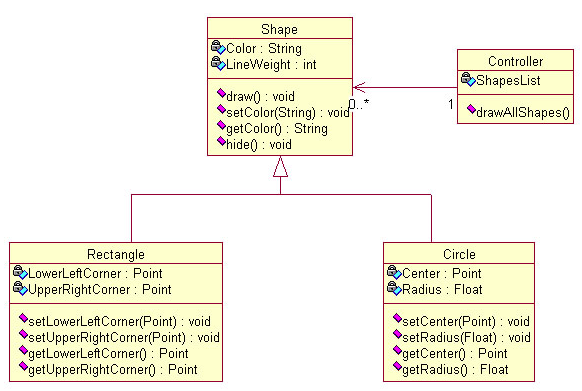 Shape
Color : String
LineWeight : int
draw() : void
setColor(String) : void
getColor() : String
hide() : void
Controller
ShapesList
drawAllShapes()
0..*
1
Rectangle
LowerLeftCorner : Point
UpperRightCorner : Point
setLowerLeftCorner(Point) : void
setUpperRightCorner(Point) : void
getLowerLeftCorner() : Point
getUpperRightCorner() : Point
Circle
Center : Point
Radius : Float
setCenter(Point) : void
setRadius(Float) : void
getCenter() : Point
getRadius() : Float